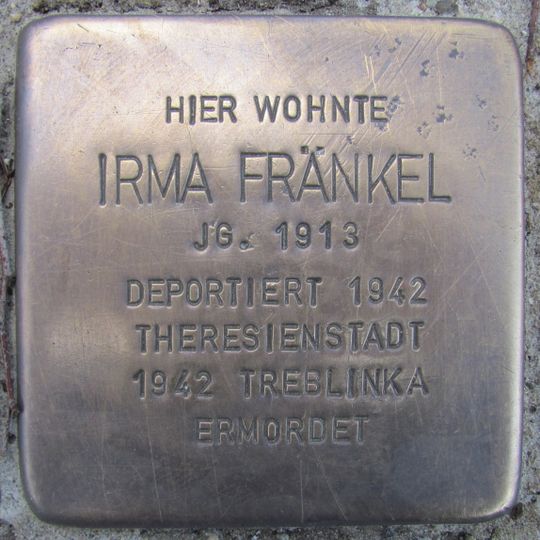 HIER WOHNTE
IRMA FRÄNKEL
JG. 1913
DEPORTIERT 1942
THERESIENSTADT
1942 TREBLINKA
ERMORDET